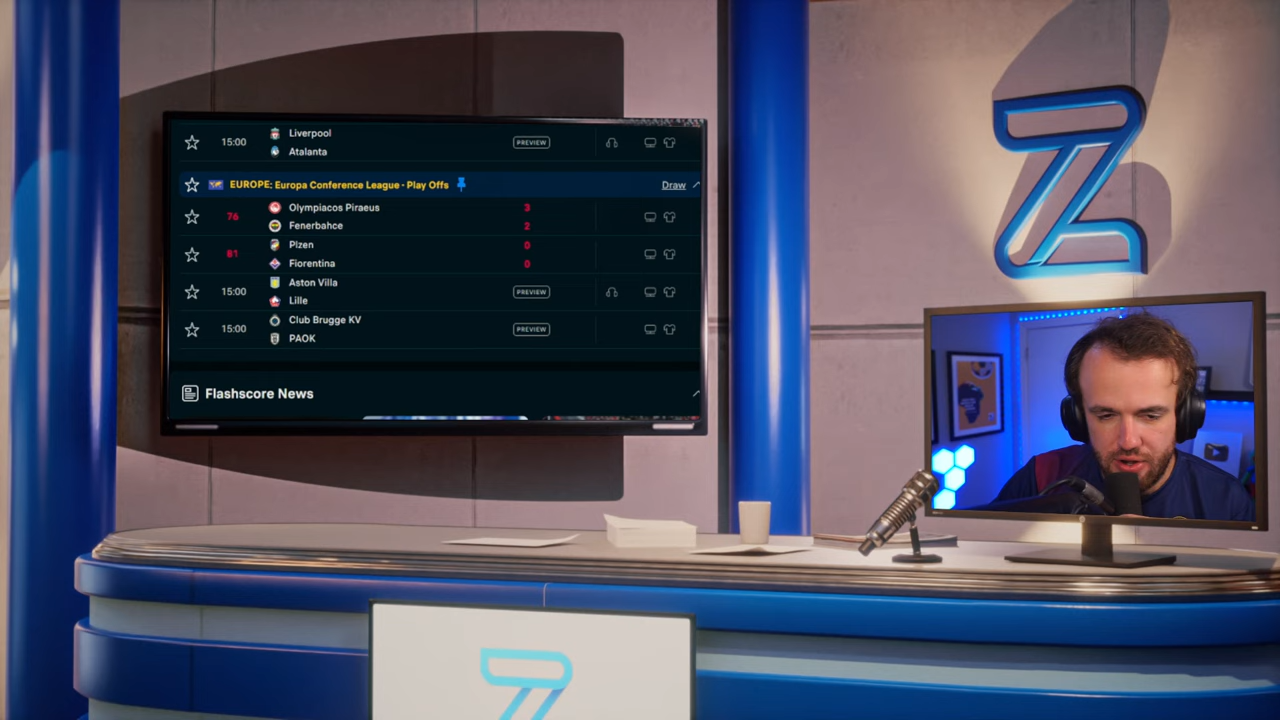 15:00 Liverpool PREVIEW
Atalanta
EUROPE: Europa Conference League - Play Offs Draw
76 Olympiacos Piraeus 3
Fenerbahce 2
81 Plzen 0
Fiorentina 0
15:00 Aston Villa PREVIEW
Lille
15:00 Club Brugge KV PREVIEW
PAOK
Flashscore News
Z
Z